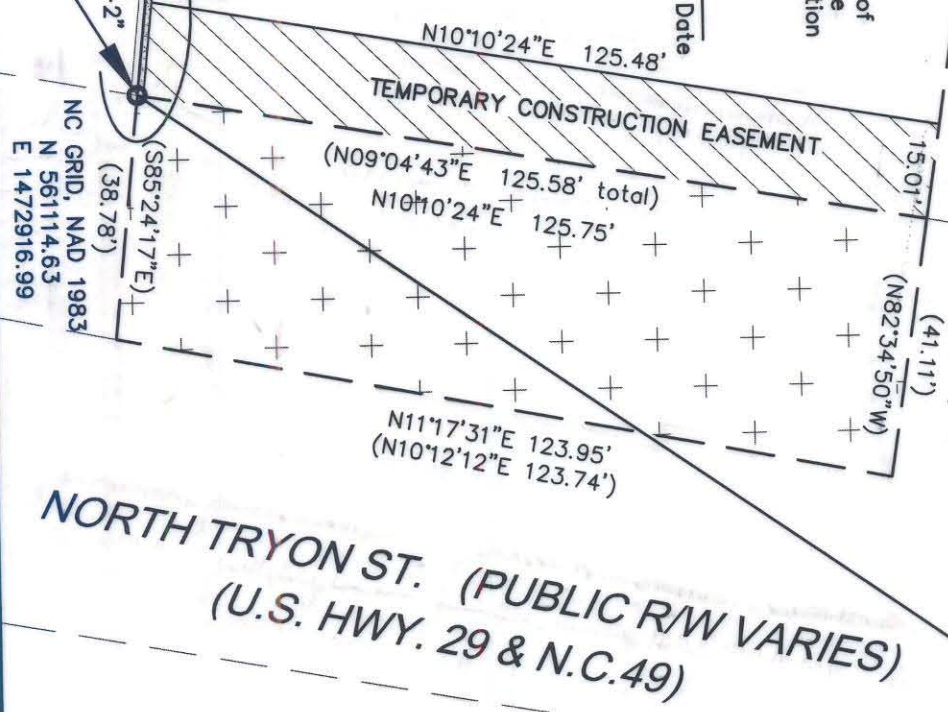 of
e
tion
Date
2"
N10°10'24"E 125.48'
TEMPORARY CONSTRUCTION EASEMENT
15.01'
(N09°04'43"E 125.58' total)
N10°10'24"E 125.75'
(S85°24'17"E)
(38.78')
NC GRID, NAD 1983
N 561114.63
E 1472916.99
(41.11')
(N82°34'50"W)
N11°17'31"E 123.95'
(N10°12'12"E 123.74')
NORTH TRYON ST. (PUBLIC R/W VARIES)
(U.S. HWY. 29 & N.C.49)